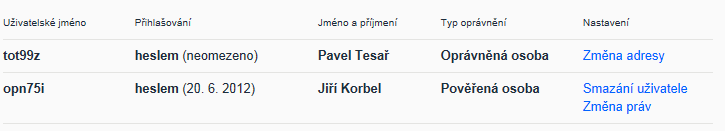 Uživatelské jméno Přihlašování Jméno a příjmení Typ oprávnění Nastavení
tot99z heslem (neomezeno) Pavel Tesař Oprávněná osoba Změna adresy
opn75i heslem (20. 6. 2012) Jiří Korbel Pověřená osoba Smazání uživatele
Změna práv